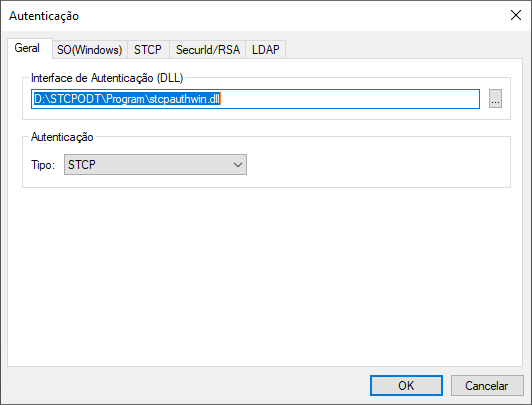 Autenticação
Geral SO(Windows) STCP SecurId/RSA LDAP
Interface de Autenticação (DLL)
D:\STCPODT\Program\stcpauthwin.dll ...
Autenticação
Tipo: STCP
OK Cancelar